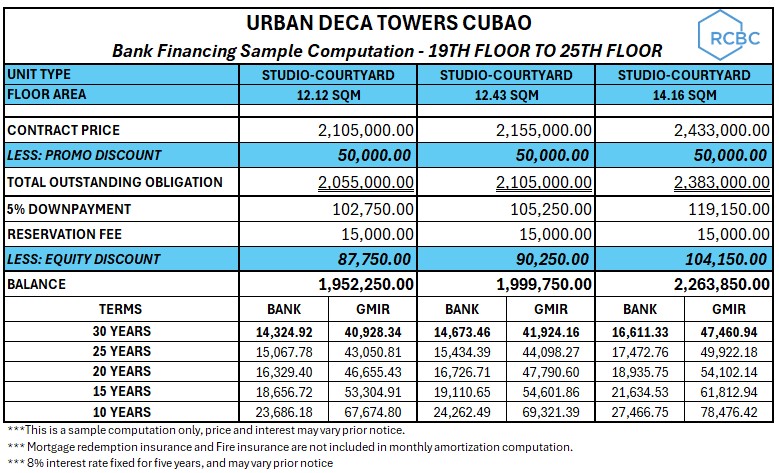 URBAN DECA TOWERS CUBAO
RCBC
Bank Financing Sample Computation - 19TH FLOOR TO 25TH FLOOR
UNIT TYPE STUDIO-COURTYARD STUDIO-COURTYARD STUDIO-COURTYARD
FLOOR AREA 12.12 SQM 12.43 SQM 14.16 SQM
CONTRACT PRICE 2,105,000.00 2,155,000.00 2,433,000.00
LESS: PROMO DISCOUNT 50,000.00 50,000.00 50,000.00
TOTAL OUTSTANDING OBLIGATION 2,055,000.00 2,105,000.00 2,383,000.00
5% DOWNPAYMENT 102,750.00 105,250.00 119,150.00
RESERVATION FEE 15,000.00 15,000.00 15,000.00
LESS: EQUITY DISCOUNT 87,750.00 90,250.00 104,150.00
BALANCE 1,952,250.00 1,999,750.00 2,263,850.00
TERMS BANK GMIR BANK GMIR BANK GMIR
30 YEARS 14,324.92 40,928.34 14,673.46 41,924.16 16,611.33 47,460.94
25 YEARS 15,067.78 43,050.81 15,434.39 44,098.27 17,472.76 49,922.18
20 YEARS 16,329.40 46,655.43 16,726.71 47,790.60 18,935.75 54,102.14
15 YEARS 18,656.72 53,304.91 19,110.65 54,601.86 21,634.53 61,812.94
10 YEARS 23,686.18 67,674.80 24,262.49 69,321.39 27,466.75 78,476.42
***This is a sample computation only, price and interest may vary prior notice.
*** Mortgage redemption insurance and Fire insurance are not included in monthly amortization computation.
*** 8% interest rate fixed for five years, and may vary prior notice